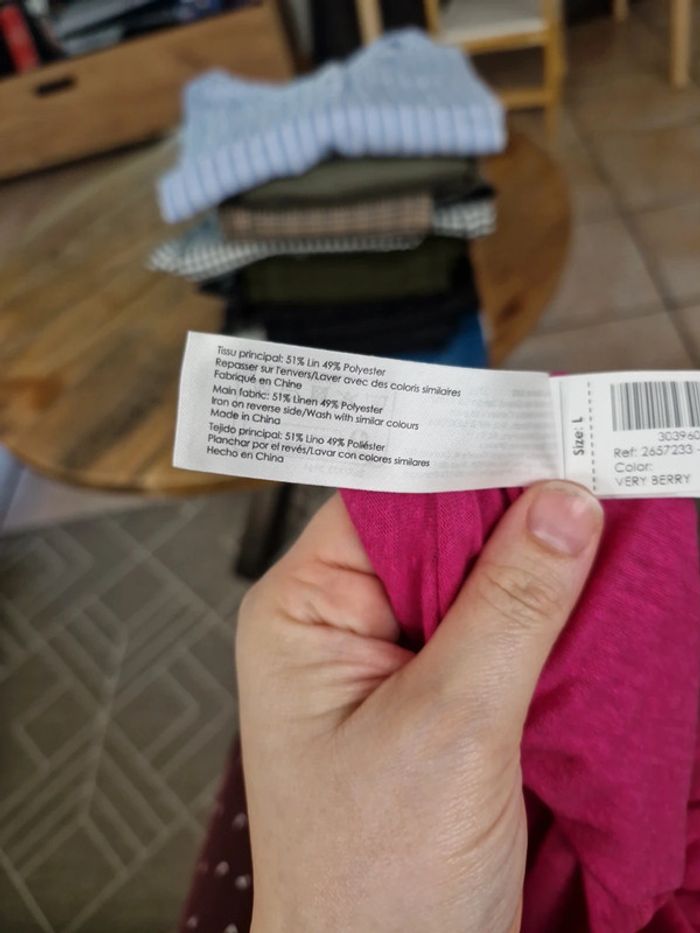 Tissu principal: 51% Lin 49% Polyester
Repasser sur l'envers/Laver avec des coloris similaires
Fabriqué en Chine
Main fabric: 51% Linen 49% Polyester
Iron on reverse side/Wash with similar colours
Made in China
Tejido principal: 51% Lino 49% Poliéster
Planchar por el revés/Lavar con colores similares
Hecho en China
Size: L
303960
Ref: 2657233 -
Color:
VERY BERRY